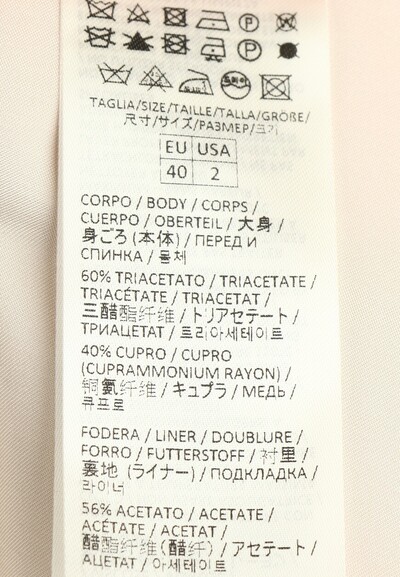 TAGLIA/SIZE/TAILLE/TALLA/GRÖßE/
尺寸/サイズ/РАЗМЕР/크기
EU USA
40 2
CORPO / BODY / CORPS /
CUERPO / OBERTEIL / 大身 /
身ごろ (本体) / ПЕРЕД И
СПИНКА / 몸체
60% TRIACETATO / TRIACETATE /
TRIACÉTATE / TRIACETAT /
三醋酯纤维 / トリアセテート /
ТРИАЦЕТАТ / 트리아세테이트
40% CUPRO / CUPRO
(CUPRAMMONIUM RAYON) /
铜氨纤维 / キュプラ / МЕДЬ /
큐프로
FODERA / LINER / DOUBLURE /
FORRO / FUTTERSTOFF / 衬里 /
裏地 (ライナー) / ПОДКЛАДКА /
라이너
56% ACETATO / ACETATE /
ACÉTATE / ACETAT /
醋酯纤维 (醋纤) / アセテート /
АЦЕТАТ / 아세테이트